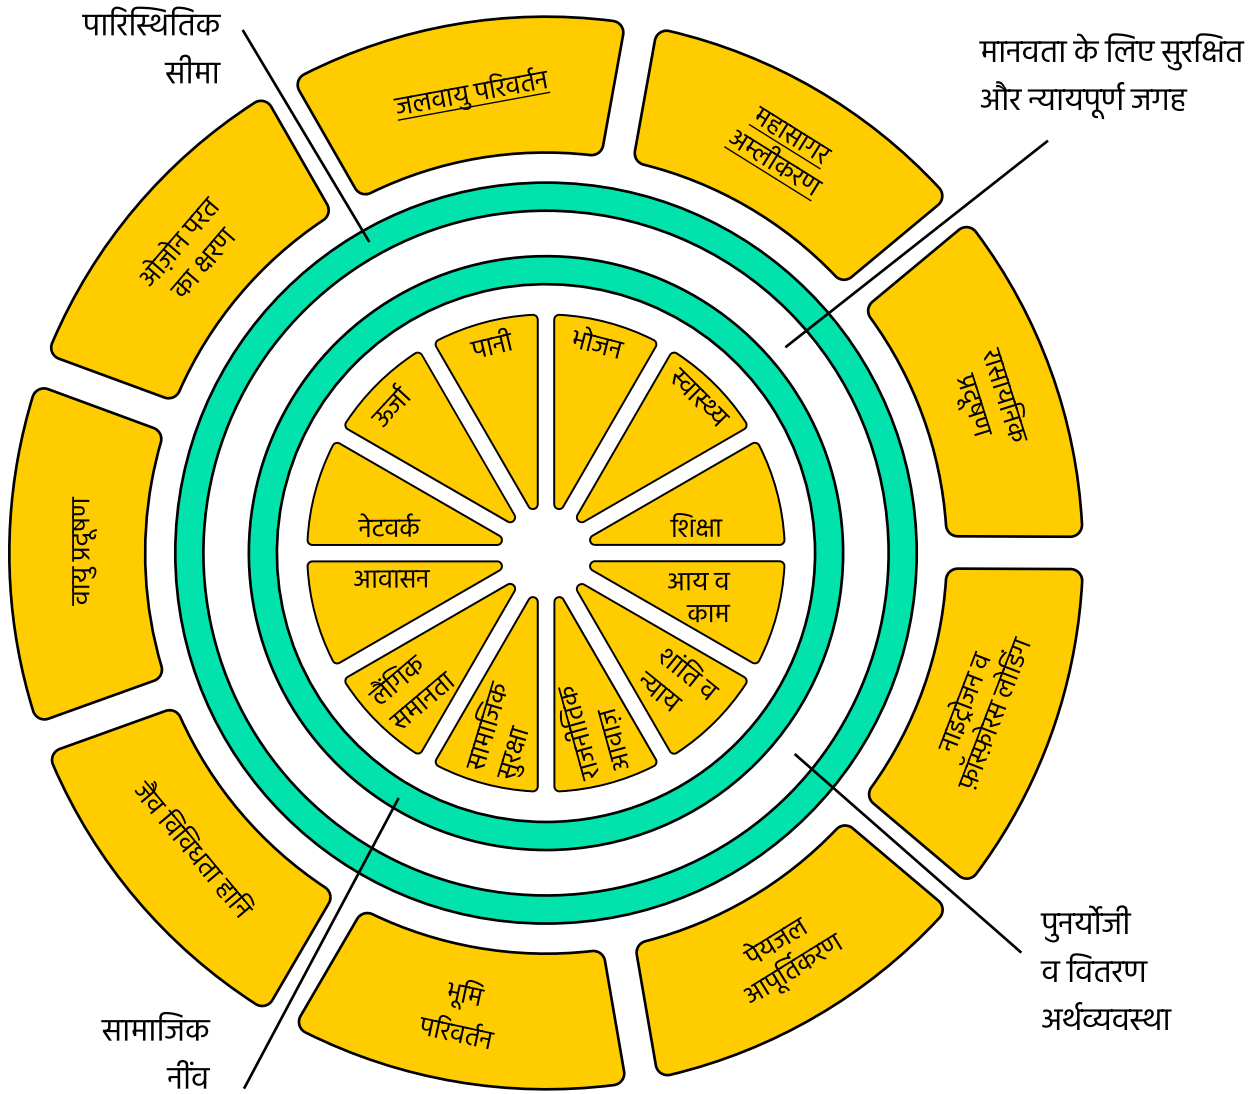 पारिस्थितिक
सीमा
मानवता के लिए सुरक्षित
और न्यायपूर्ण जगह
जलवायु परिवर्तन
महासागर
अम्लीकरण
रासायनिक
प्रदूषण
नाइट्रोजन व
फ़ॉस्फ़ोरस लोडिंग
पेयजल
आपूर्तिकरण
भूमि
परिवर्तन
जैव विविधता हानि
वायु प्रदूषण
ओज़ोन परत
का क्षरण
पानी
भोजन
स्वास्थ्य
शिक्षा
आय व
काम
शांति व
न्याय
राजनीतिक
आवाज़
सामाजिक
सुरक्षा
लैंगिक
समानता
आवासन
नेटवर्क
ऊर्जा
पुनर्योजी
व वितरण
अर्थव्यवस्था
सामाजिक
नींव